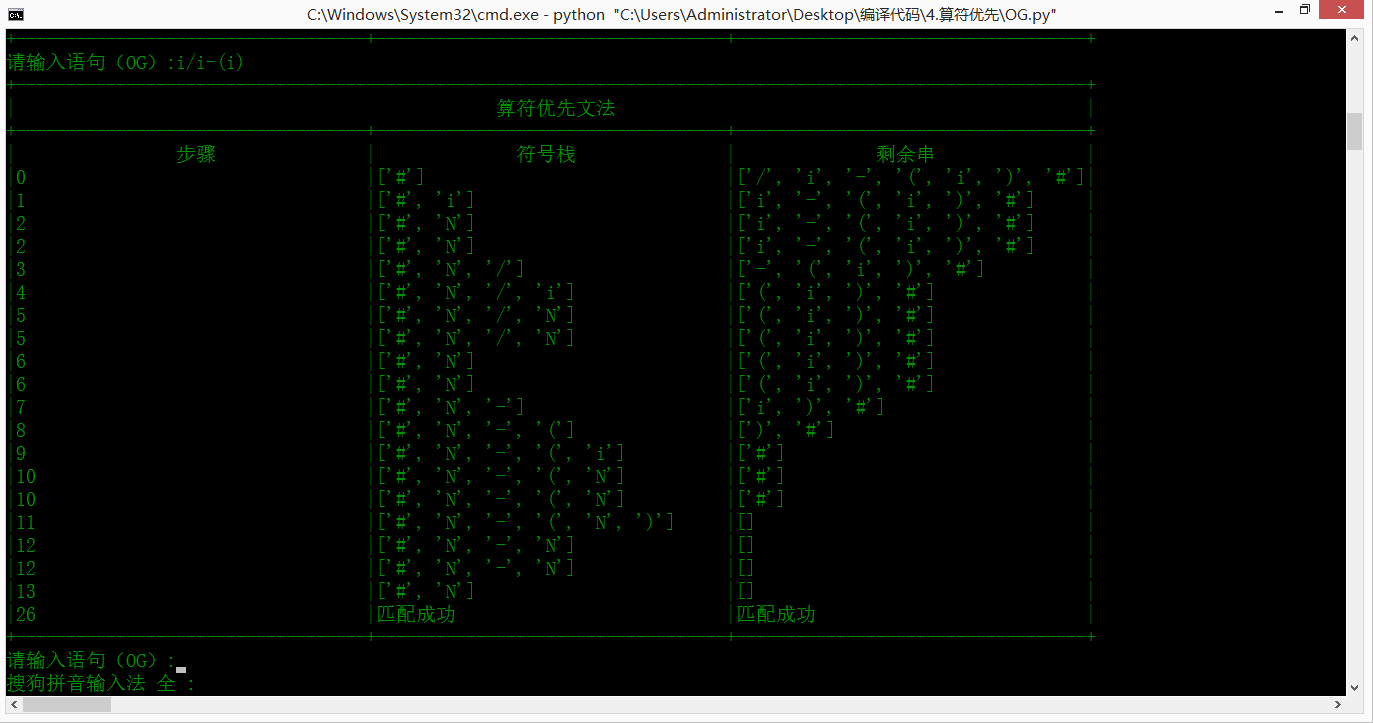 C:\Windows\System32\cmd.exe - python "C:\Users\Administrator\Desktop\编译代码\4.算符优先\OG.py"
请输入语句（OG）:i/i-(i)
算符优先文法
步骤 符号栈 剩余串
0 ['#'] ['/', 'i', '-', '(', 'i', ')', '#']
1 ['#', 'i'] ['i', '-', '(', 'i', ')', '#']
2 ['#', 'N'] ['i', '-', '(', 'i', ')', '#']
2 ['#', 'N'] ['i', '-', '(', 'i', ')', '#']
3 ['#', 'N', '/'] ['-', '(', 'i', ')', '#']
4 ['#', 'N', '/', 'i'] ['(', 'i', ')', '#']
5 ['#', 'N', '/', 'N'] ['(', 'i', ')', '#']
5 ['#', 'N', '/', 'N'] ['(', 'i', ')', '#']
6 ['#', 'N'] ['(', 'i', ')', '#']
6 ['#', 'N'] ['(', 'i', ')', '#']
7 ['#', 'N', '-'] ['i', ')', '#']
8 ['#', 'N', '-', '('] [')', '#']
9 ['#', 'N', '-', '(', 'i'] ['#']
10 ['#', 'N', '-', '(', 'N'] ['#']
10 ['#', 'N', '-', '(', 'N'] ['#']
11 ['#', 'N', '-', '(', 'N', ')'] []
12 ['#', 'N', '-', 'N'] []
12 ['#', 'N', '-', 'N'] []
13 ['#', 'N'] []
26 匹配成功 匹配成功
请输入语句（OG）:
搜狗拼音输入法 全 :